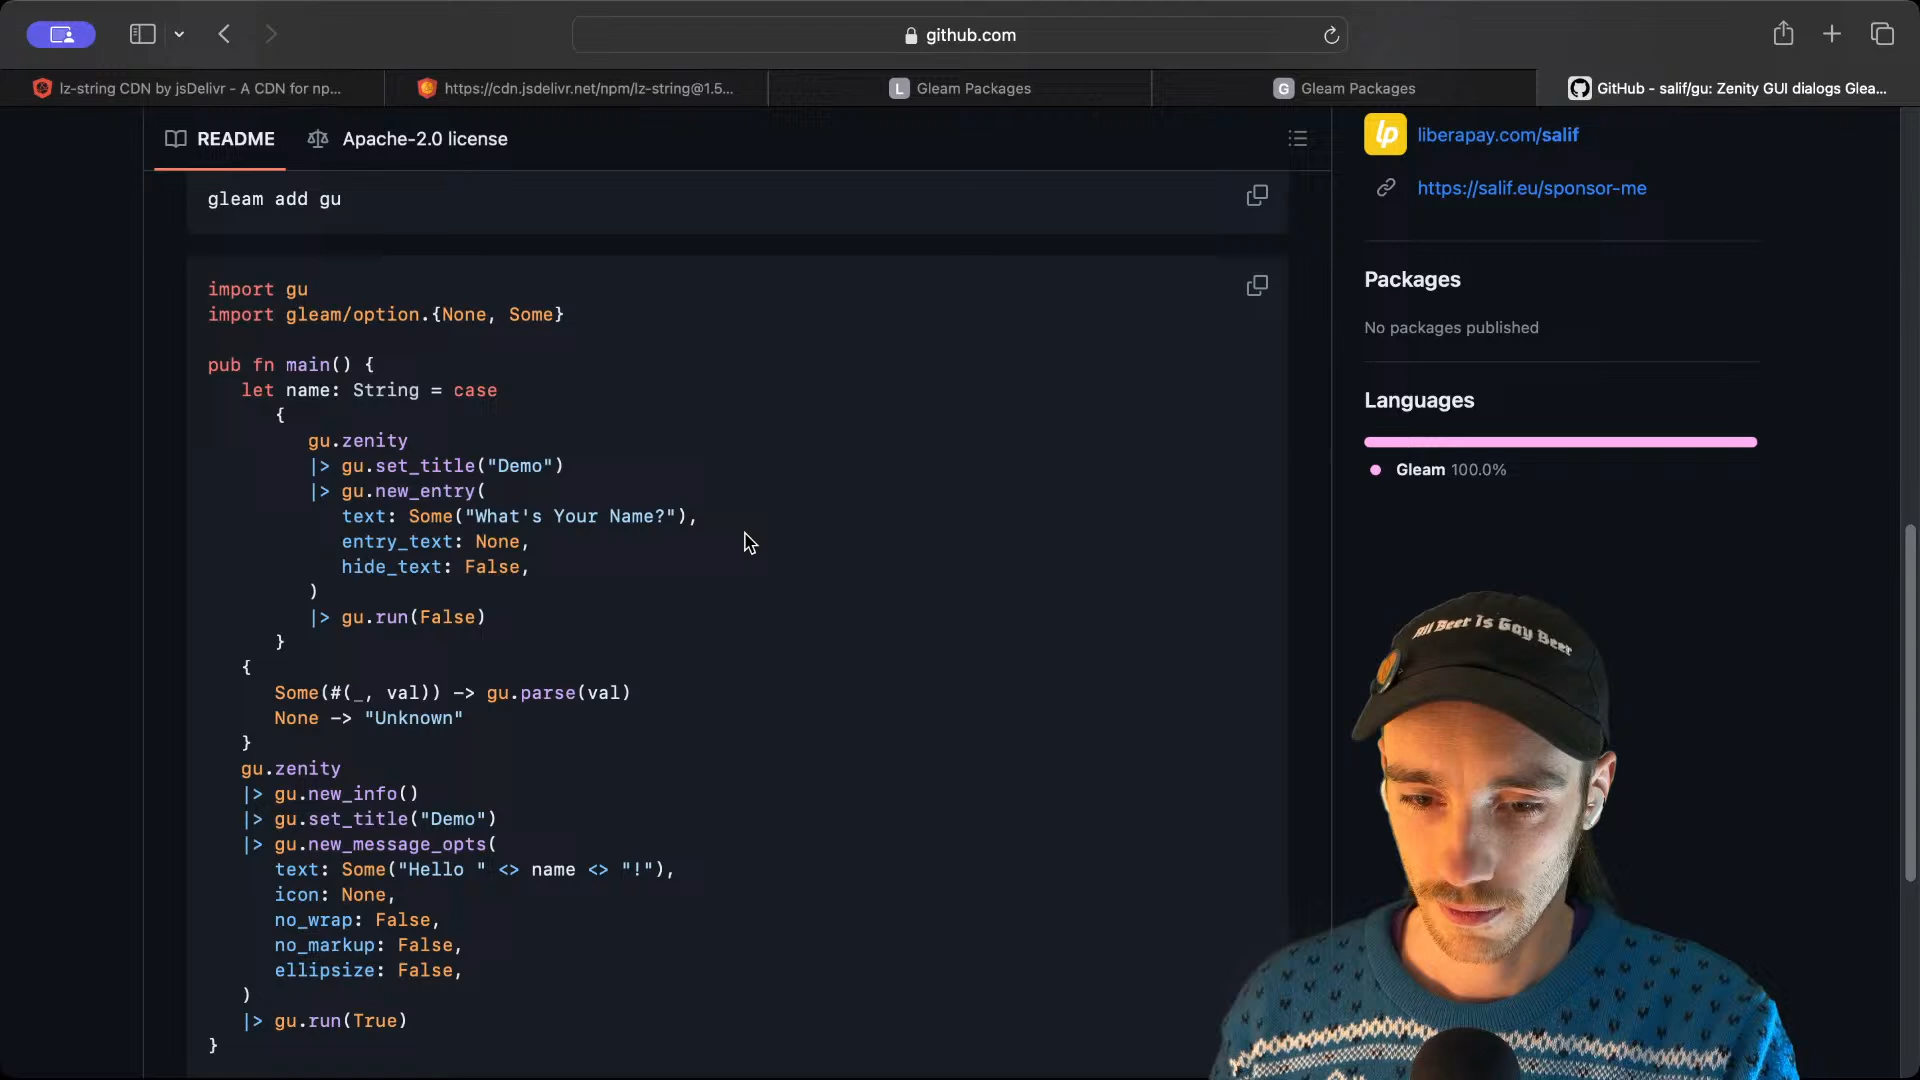 github.com
lz-string CDN by jsDelivr - A CDN for np...
https://cdn.jsdelivr.net/npm/lz-string@1.5...
L Gleam Packages
G Gleam Packages
GitHub - salif/gu: Zenity GUI dialogs Glea...
README
Apache-2.0 license
gleam add gu
import gu
import gleam/option.{None, Some}
pub fn main() {
let name: String = case
{
gu.zenity
|> gu.set_title("Demo")
|> gu.new_entry(
text: Some("What's Your Name?"),
entry_text: None,
hide_text: False,
)
|> gu.run(False)
}
{
Some(#(_, val)) -> gu.parse(val)
None -> "Unknown"
}
gu.zenity
|> gu.new_info()
|> gu.set_title("Demo")
|> gu.new_message_opts(
text: Some("Hello " <> name <> "!"),
icon: None,
no_wrap: False,
no_markup: False,
ellipsize: False,
)
|> gu.run(True)
}
lp liberapay.com/salif
https://salif.eu/sponsor-me
Packages
No packages published
Languages
Gleam 100.0%
All Beer Is Gay Beer